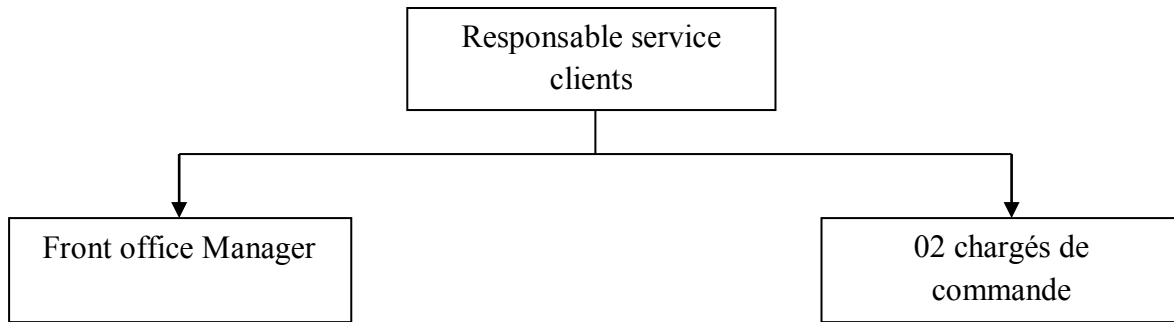 Responsable service
clients
Front office Manager
02 chargés de
commande